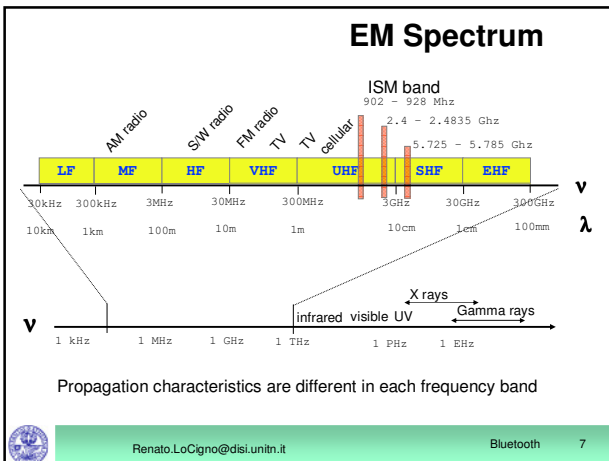 EM Spectrum
ISM band
902 – 928 Mhz
2.4 – 2.4835 Ghz
5.725 – 5.785 Ghz
AM radio
S/W radio
FM radio
TV
TV
cellular
LF MF HF VHF UHF SHF EHF
ν
30kHz 300kHz 3MHz 30MHz 300MHz 3GHz 30GHz 300GHz
λ
10km 1km 100m 10m 1m 10cm 1cm 100mm
X rays
Gamma rays
infrared visible UV
ν
1 kHz 1 MHz 1 GHz 1 THz 1 PHz 1 EHz
Propagation characteristics are different in each frequency band
Renato.LoCigno@disi.unitn.it Bluetooth 7